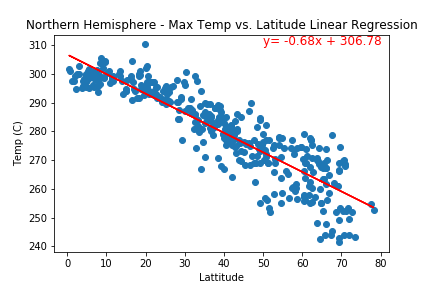 Northern Hemisphere - Max Temp vs. Latitude Linear Regression
y= -0.68x + 306.78
310
300
290
280
270
260
250
240
Temp (C)
0 10 20 30 40 50 60 70 80
Lattitude